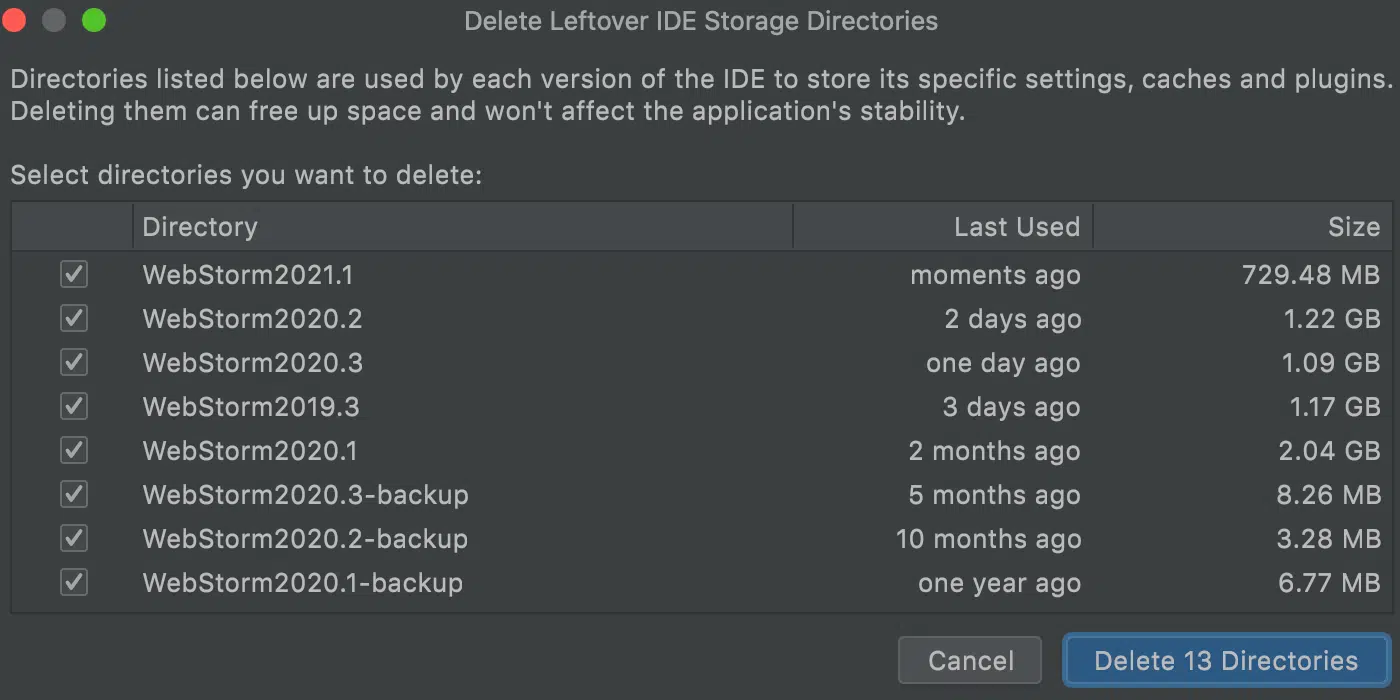 Delete Leftover IDE Storage Directories
Directories listed below are used by each version of the IDE to store its specific settings, caches and plugins.
Deleting them can free up space and won't affect the application's stability.
Select directories you want to delete:
Directory Last Used Size
WebStorm2021.1 moments ago 729.48 MB
WebStorm2020.2 2 days ago 1.22 GB
WebStorm2020.3 one day ago 1.09 GB
WebStorm2019.3 3 days ago 1.17 GB
WebStorm2020.1 2 months ago 2.04 GB
WebStorm2020.3-backup 5 months ago 8.26 MB
WebStorm2020.2-backup 10 months ago 3.28 MB
WebStorm2020.1-backup one year ago 6.77 MB
Cancel Delete 13 Directories